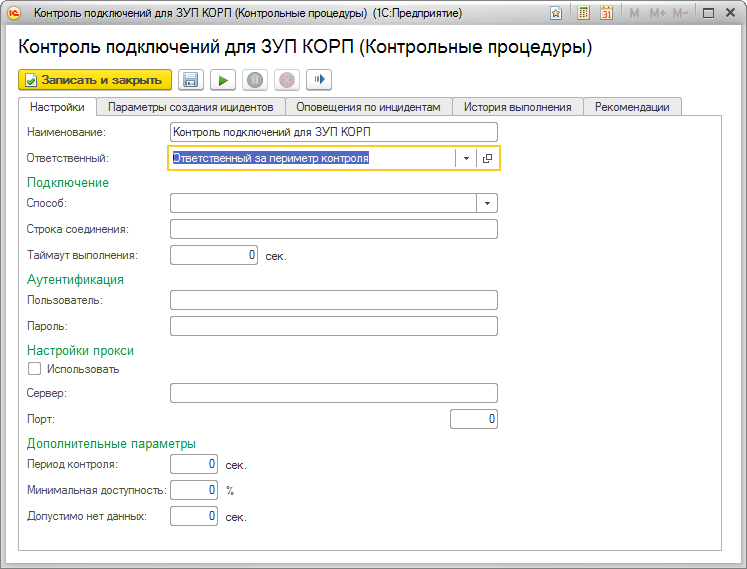 Контроль подключений для ЗУП КОРП (Контрольные процедуры) (1С:Предприятие)
31 M M+ M-
Контроль подключений для ЗУП КОРП (Контрольные процедуры)
Записать и закрыть
Настройки Параметры создания ицидентов Оповещения по инцидентам История выполнения Рекомендации
Наименование: Контроль подключений для ЗУП КОРП
Ответственный: Ответственный за периметр контроля
Подключение
Способ:
Строка соединения:
Таймаут выполнения: 0 сек.
Аутентификация
Пользователь:
Пароль:
Настройки прокси
Использовать
Сервер:
Порт: 0
Дополнительные параметры
Период контроля: 0 сек.
Минимальная доступность: 0 %
Допустимо нет данных: 0 сек.